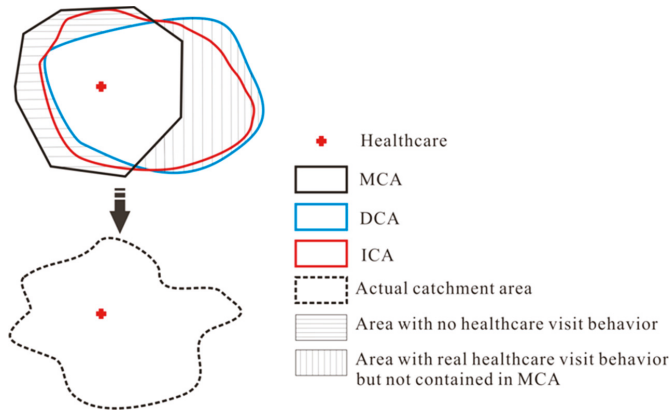 Healthcare
MCA
DCA
ICA
Actual catchment area
Area with no healthcare visit behavior
Area with real healthcare visit behavior
but not contained in MCA